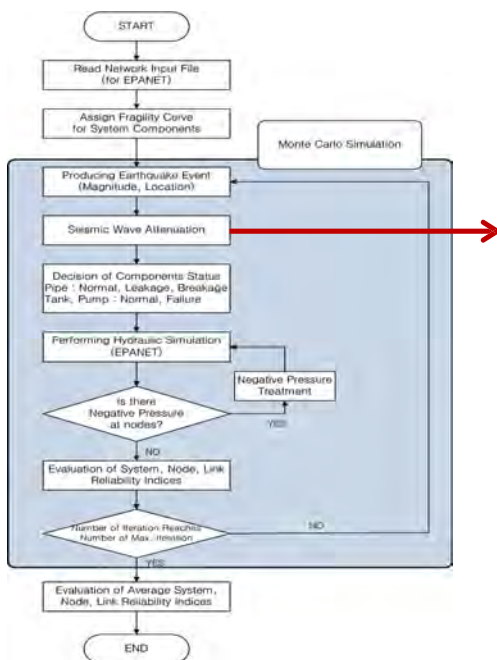 START
Read Network Input File
(for EPANET)
Assign Fragility Curve
for System Components
Monte Carlo Simulation
Producing Earthquake Event
(Magnitude, Location)
Seismic Wave Attenuation
Decision of Components Status
Pipe : Normal, Leakage, Breakage
Tank, Pump : Normal, Failure
Performing Hydraulic Simulation
(EPANET)
Negative Pressure
Treatment
Is there
Negative Pressure
at nodes?
YES
NO
Evaluation of System, Node, Link
Reliability Indices
Number of Iteration Reaches
Number of Max. Iteration
NO
YES
Evaluation of Average System,
Node, Link Reliability Indices
END